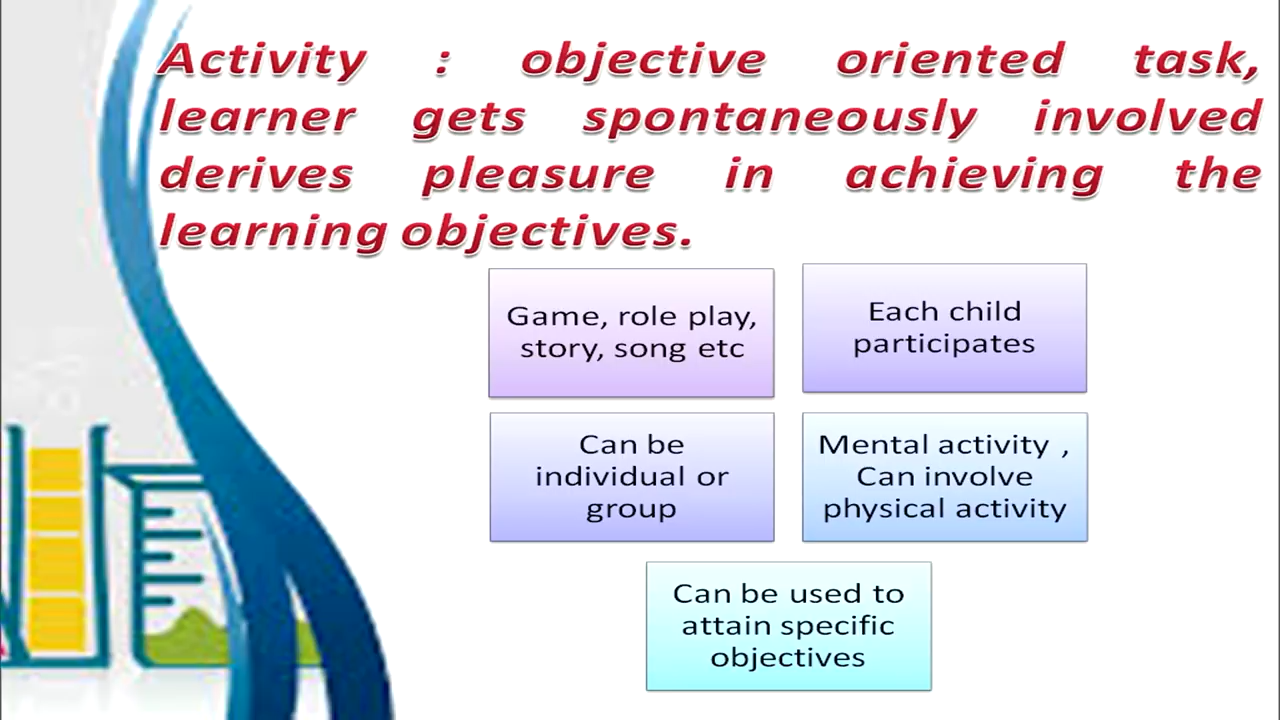 Activity : objective oriented task,
learner gets spontaneously involved
derives pleasure in achieving the
learning objectives.
Game, role play,
story, song etc
Each child
participates
Can be
individual or
group
Mental activity ,
Can involve
physical activity
Can be used to
attain specific
objectives